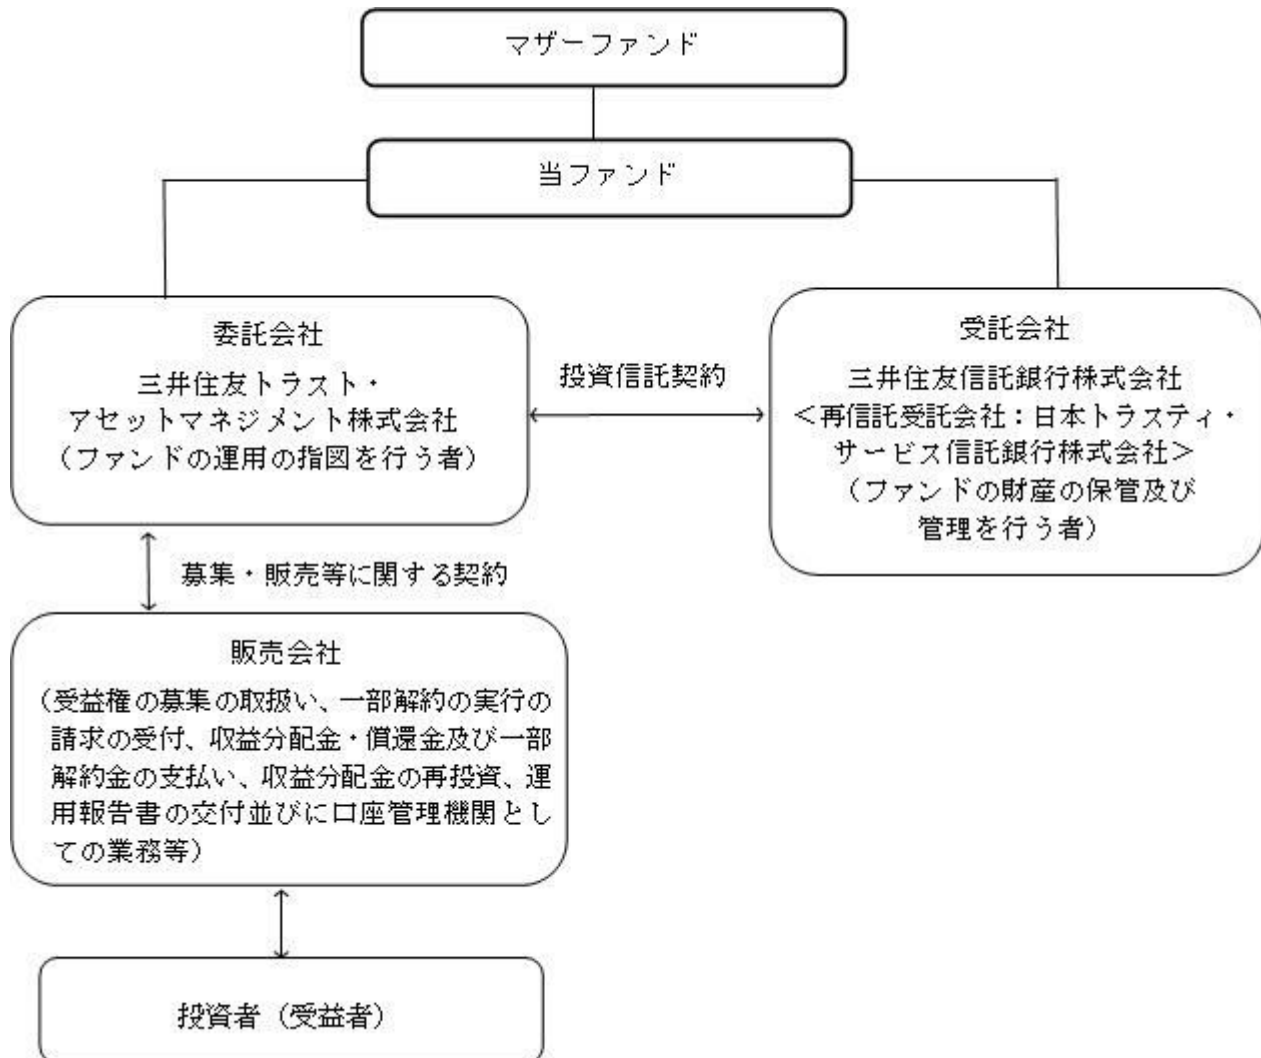 マザーファンド
当ファンド
委託会社
三井住友トラスト・
アセットマネジメント株式会社
（ファンドの運用の指図を行う者）
投資信託契約
受託会社
三井住友信託銀行株式会社
＜再信託受託会社：日本トラスティ・
サービス信託銀行株式会社＞
（ファンドの財産の保管及び
管理を行う者）
募集・販売等に関する契約
販売会社
（受益権の募集の取扱い、一部解約の実行の
請求の受付、収益分配金・償還金及び一部
解約金の支払い、収益分配金の再投資、運
用報告書の交付並びに口座管理機関とし
ての業務等）
投資者（受益者）